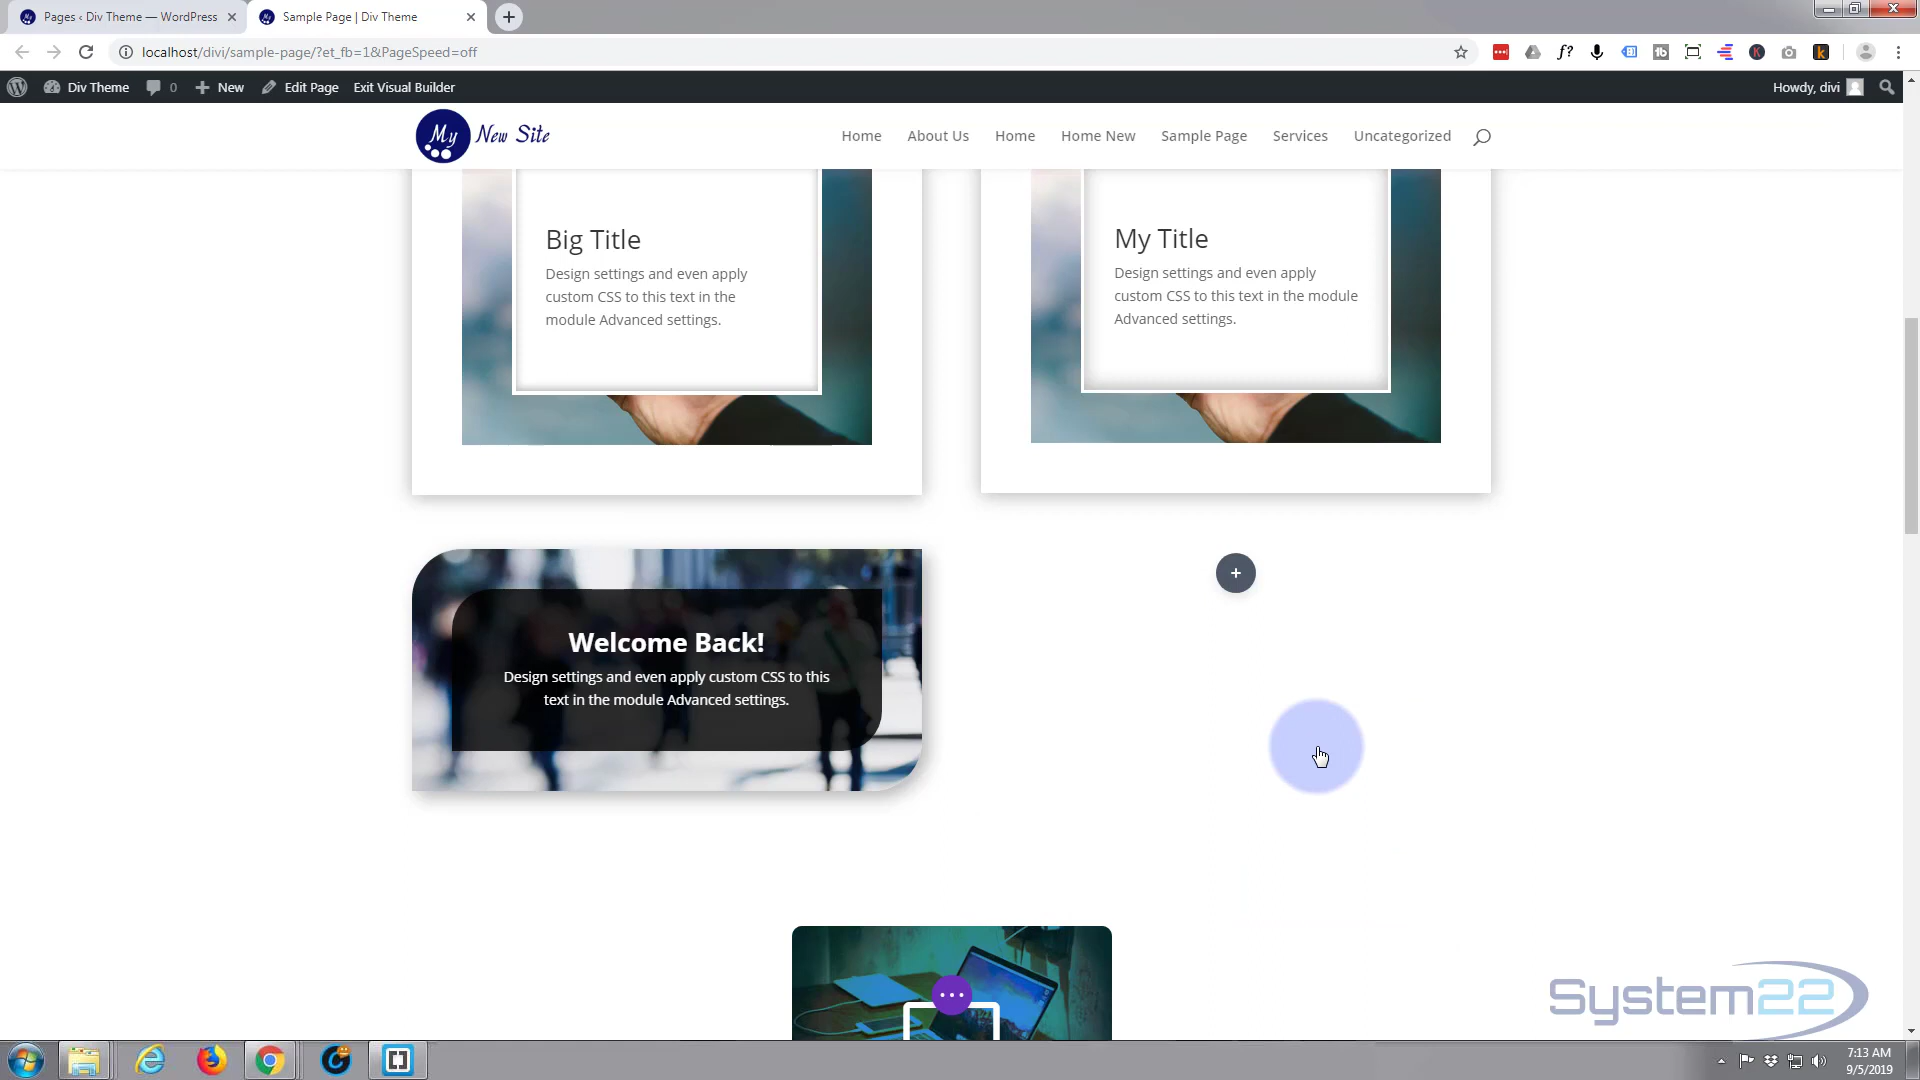 Pages ‹ Div Theme — WordPress
Sample Page | Div Theme
localhost/divi/sample-page/?et_fb=1&PageSpeed=off
Div Theme
0
New
Edit Page
Exit Visual Builder
Howdy, divi
My New Site
Home
About Us
Home
Home New
Sample Page
Services
Uncategorized
Big Title
Design settings and even apply
custom CSS to this text in the
module Advanced settings.
My Title
Design settings and even apply
custom CSS to this text in the module
Advanced settings.
Welcome Back!
Design settings and even apply custom CSS to this
text in the module Advanced settings.
System22
7:13 AM
9/5/2019